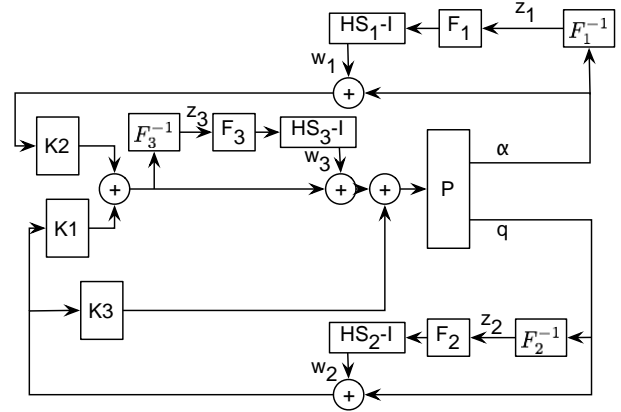 HS₁-I F₁ z₁ F₁⁻¹
w₁
+
z₃
K2 F₃⁻¹ F₃ HS₃-I
w₃
α
+ + + P
K1
q
K3
HS₂-I F₂ z₂ F₂⁻¹
w₂
+